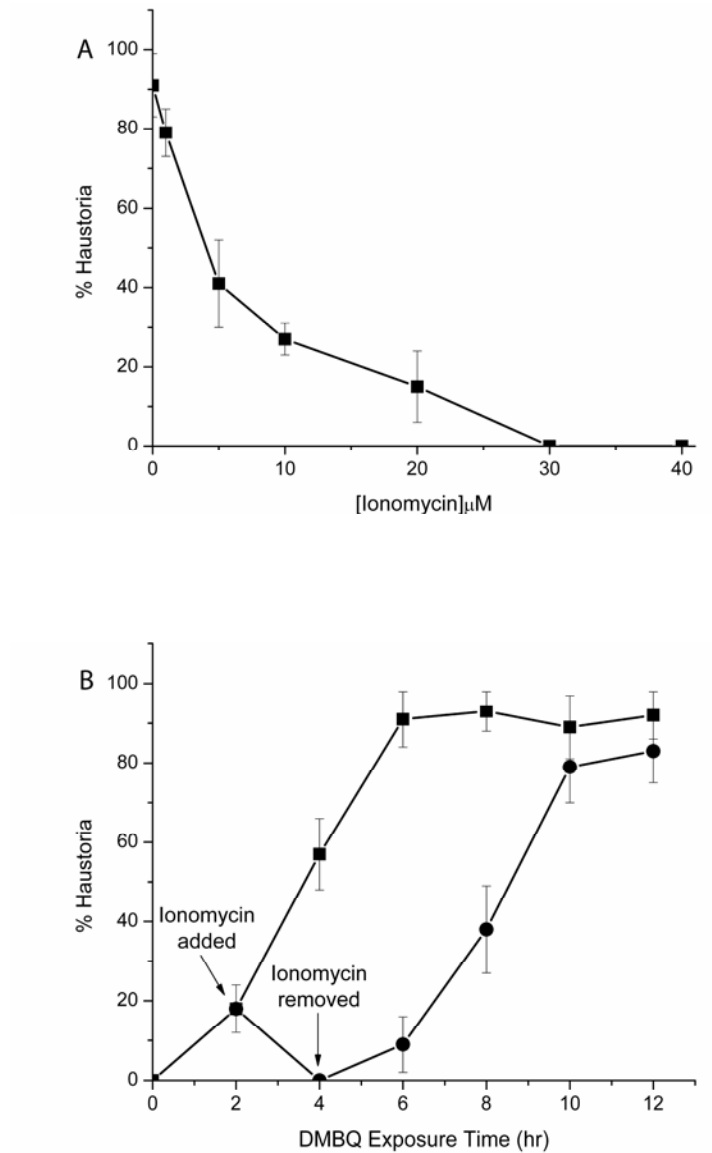 A
100
80
60
40
20
0
% Haustoria
0 10 20 30 40
[Ionomycin]μM
B
100
80
60
40
20
0
% Haustoria
Ionomycin
added
Ionomycin
removed
0 2 4 6 8 10 12
DMBQ Exposure Time (hr)